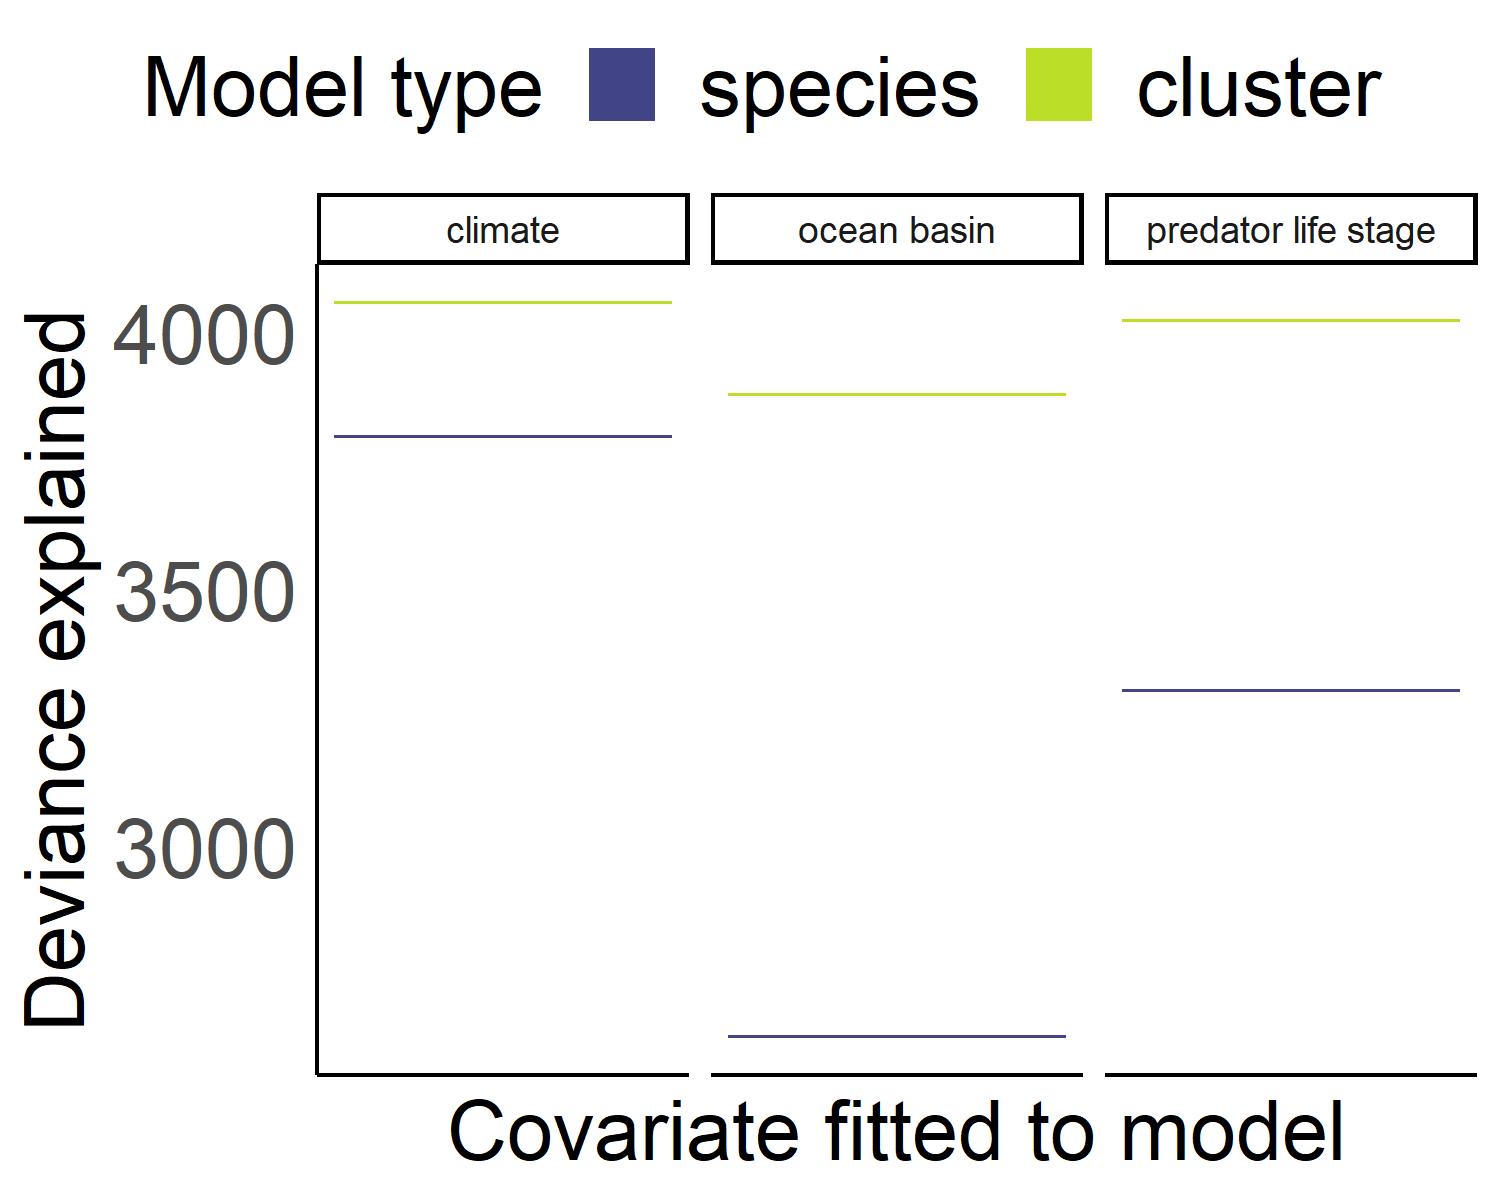 Model type species cluster
climate ocean basin predator life stage
Deviance explained
4000
3500
3000
Covariate fitted to model